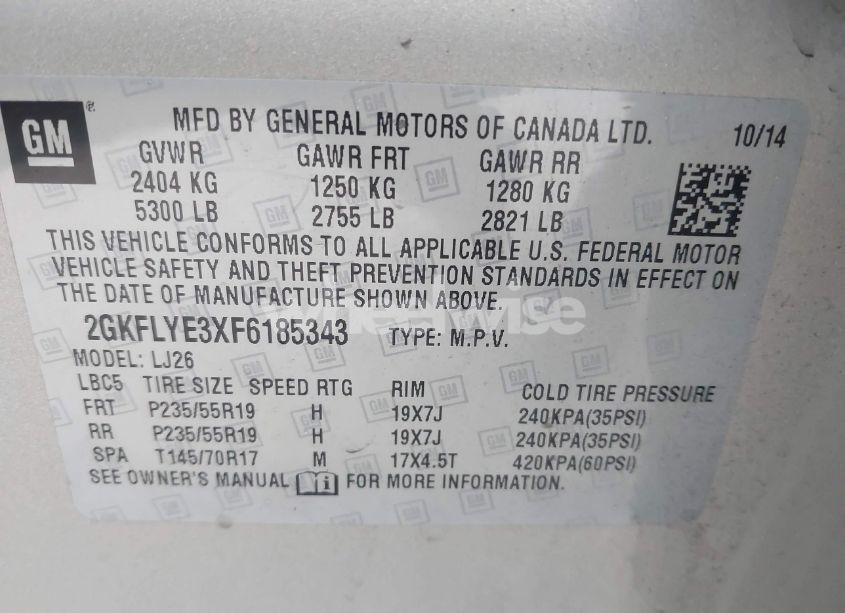 GM
MFD BY GENERAL MOTORS OF CANADA LTD. 10/14
GVWR GAWR FRT GAWR RR
2404 KG 1250 KG 1280 KG
5300 LB 2755 LB 2821 LB
THIS VEHICLE CONFORMS TO ALL APPLICABLE U.S. FEDERAL MOTOR
VEHICLE SAFETY AND THEFT PREVENTION STANDARDS IN EFFECT ON
THE DATE OF MANUFACTURE SHOWN ABOVE.
2GKFLYE3XF6185343 TYPE: M.P.V.
MODEL: LJ26
LBC5 TIRE SIZE SPEED RTG RIM COLD TIRE PRESSURE
FRT P235/55R19 H 19X7J 240KPA(35PSI)
RR P235/55R19 H 19X7J 240KPA(35PSI)
SPA T145/70R17 M 17X4.5T 420KPA(60PSI)
SEE OWNER'S MANUAL i FOR MORE INFORMATION.